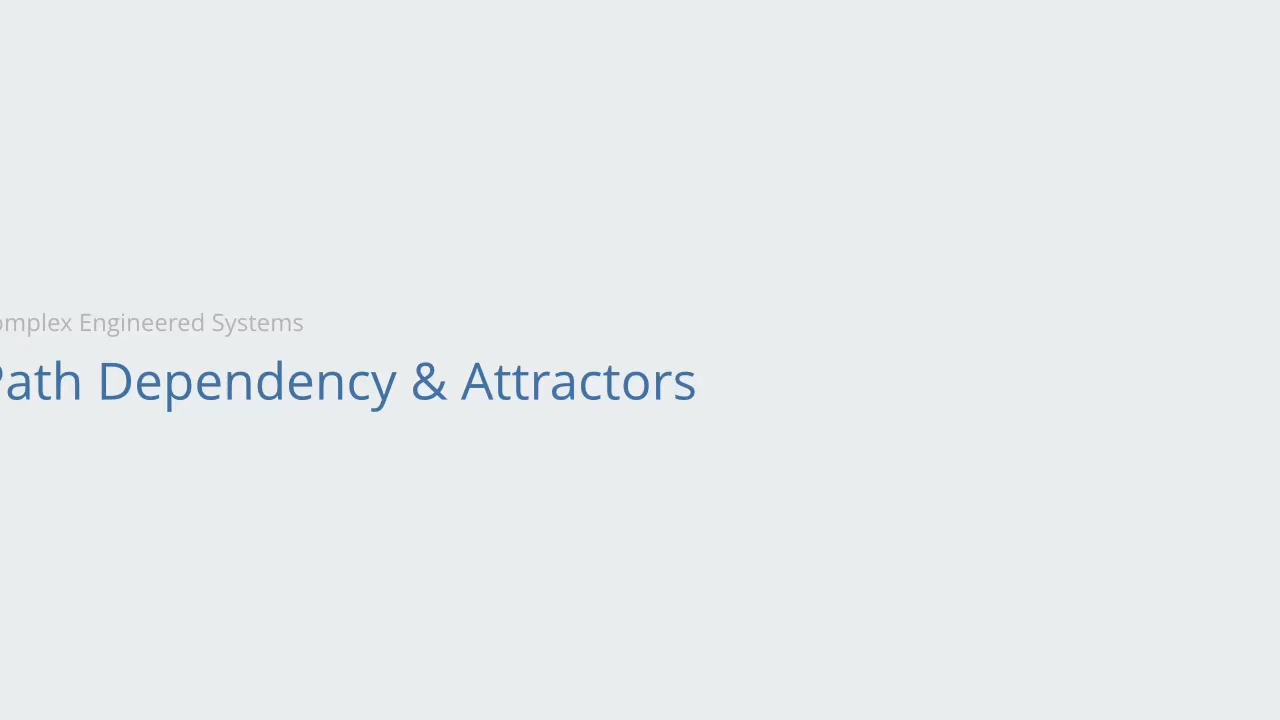 omplex Engineered Systems
Path Dependency & Attractors